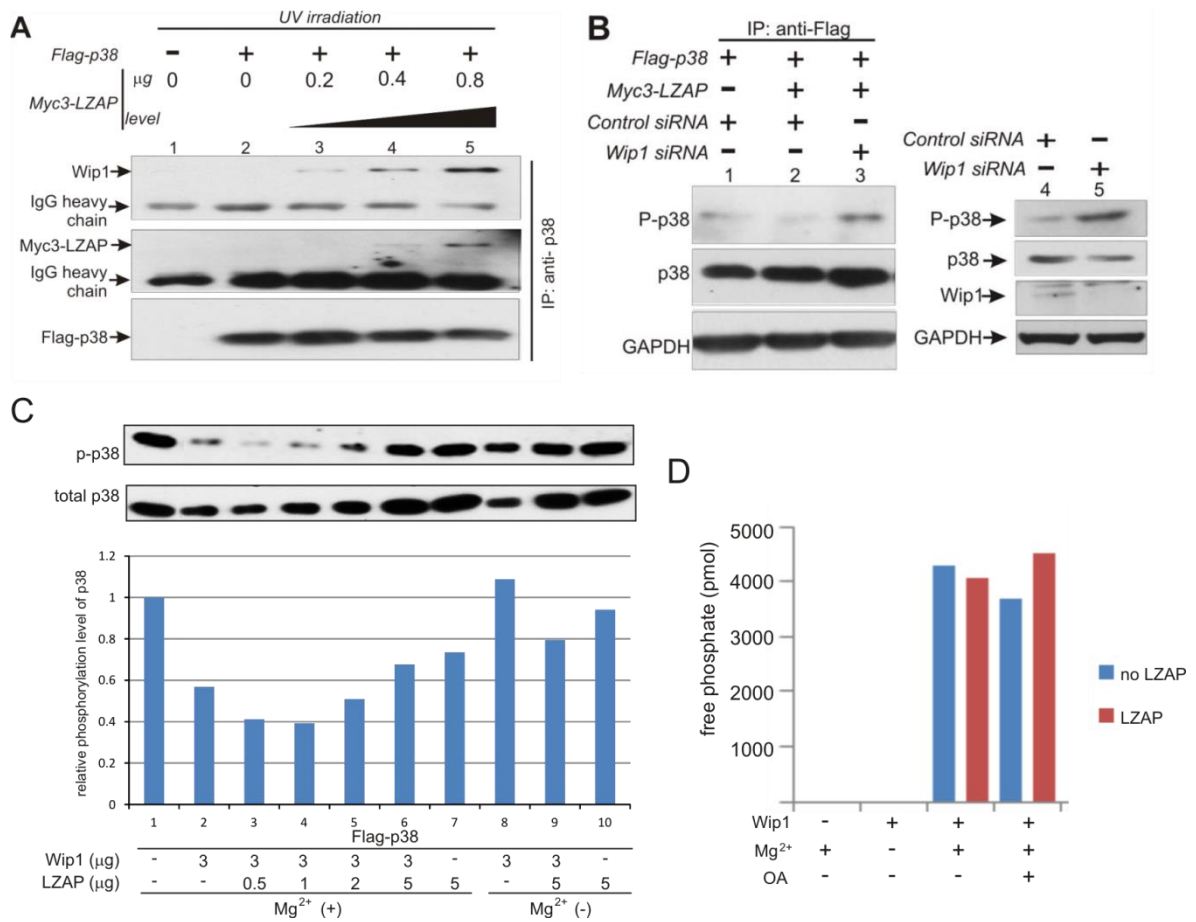 A
UV irradiation
Flag-p38 - + + + +
μg 0 0 0.2 0.4 0.8
Myc3-LZAP
level
1 2 3 4 5
Wip1
IgG heavy
chain
Myc3-LZAP
IgG heavy
chain
Flag-p38
IP: anti- p38
B
IP: anti-Flag
Flag-p38 + + +
Myc3-LZAP - + +
Control siRNA + + -
Wip1 siRNA - - +
1 2 3
P-p38
p38
GAPDH
Control siRNA + -
Wip1 siRNA - +
4 5
P-p38
p38
Wip1
GAPDH
C
p-p38
total p38
relative phosphorylation level of p38
1.2
1
0.8
0.6
0.4
0.2
0
1 2 3 4 5 6 7 8 9 10
Flag-p38
Wip1 (μg) - 3 3 3 3 3 - 3 3 -
LZAP (μg) - - 0.5 1 2 5 5 - 5 5
Mg2+ (+) Mg2+ (-)
D
free phosphate (pmol)
5000
4000
3000
2000
1000
no LZAP
LZAP
Wip1 - + + +
Mg2+ + - + +
OA +